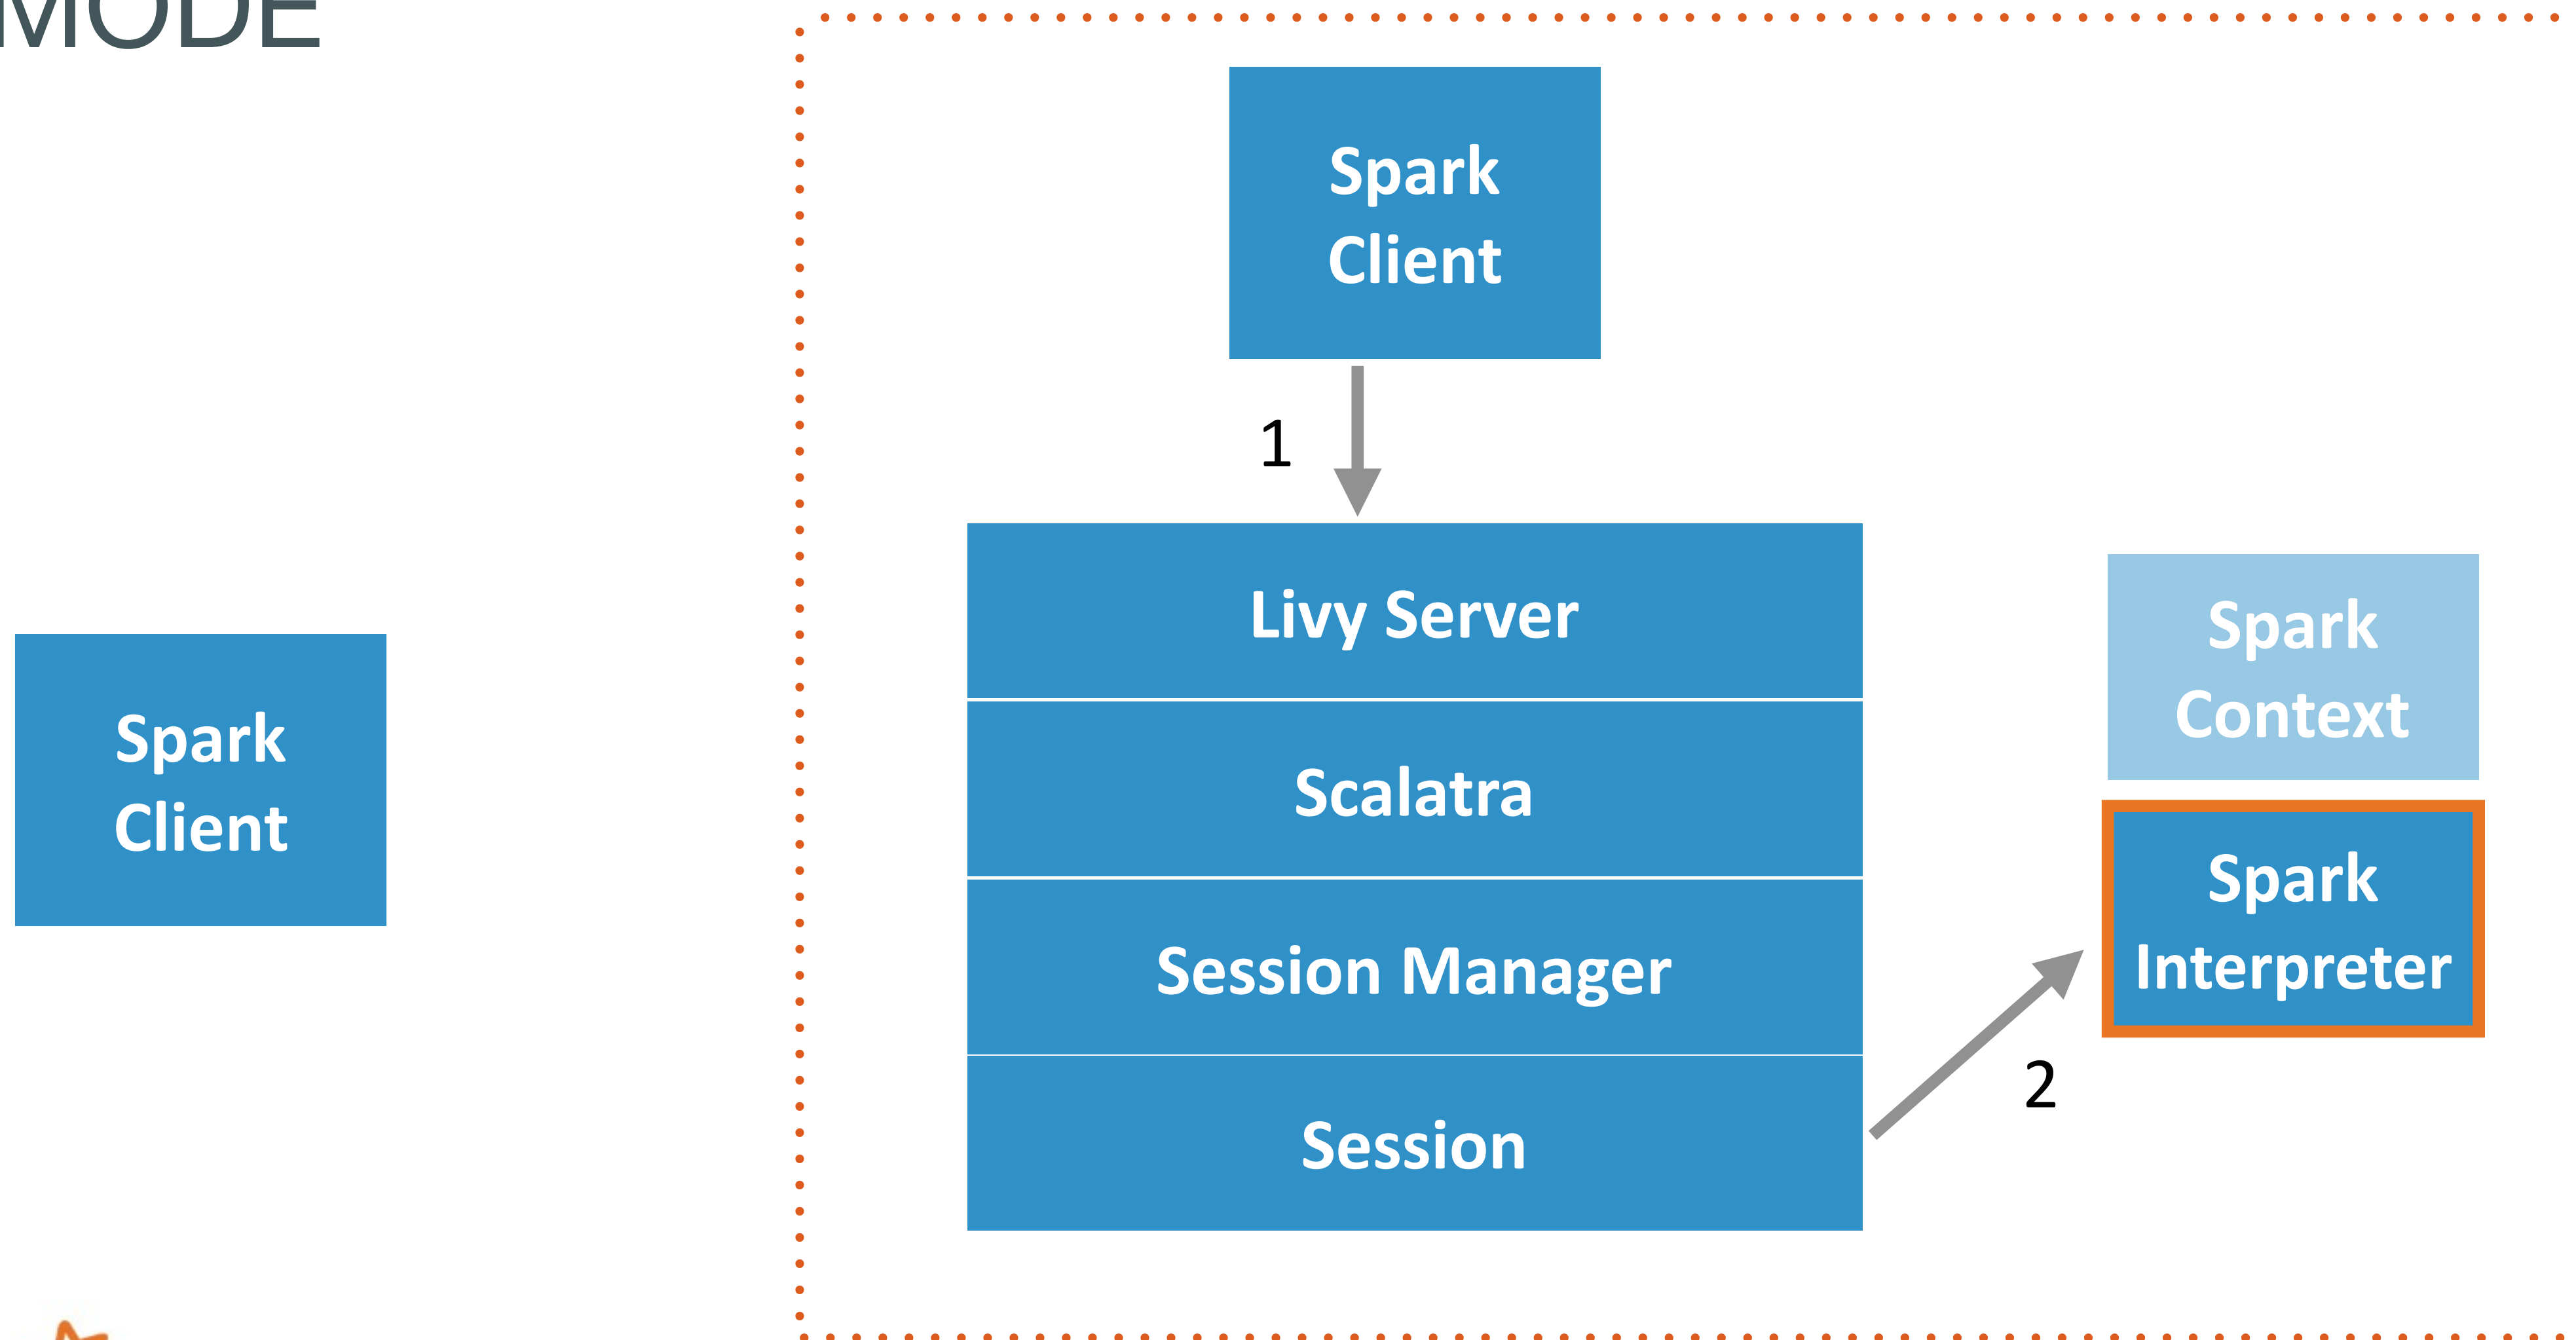 MODE
Spark
Client
1
Livy Server
Spark
Context
Scalatra
Spark
Client
Spark
Interpreter
Session Manager
2
Session